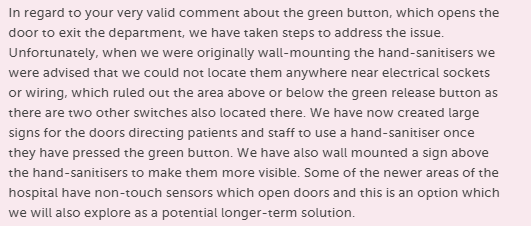 In regard to your very valid comment about the green button, which opens the
door to exit the department, we have taken steps to address the issue.
Unfortunately, when we were originally wall-mounting the hand-sanitisers we
were advised that we could not locate them anywhere near electrical sockets
or wiring, which ruled out the area above or below the green release button as
there are two other switches also located there. We have now created large
signs for the doors directing patients and staff to use a hand-sanitiser once
they have pressed the green button. We have also wall mounted a sign above
the hand-sanitisers to make them more visible. Some of the newer areas of the
hospital have non-touch sensors which open doors and this is an option which
we will also explore as a potential longer-term solution.